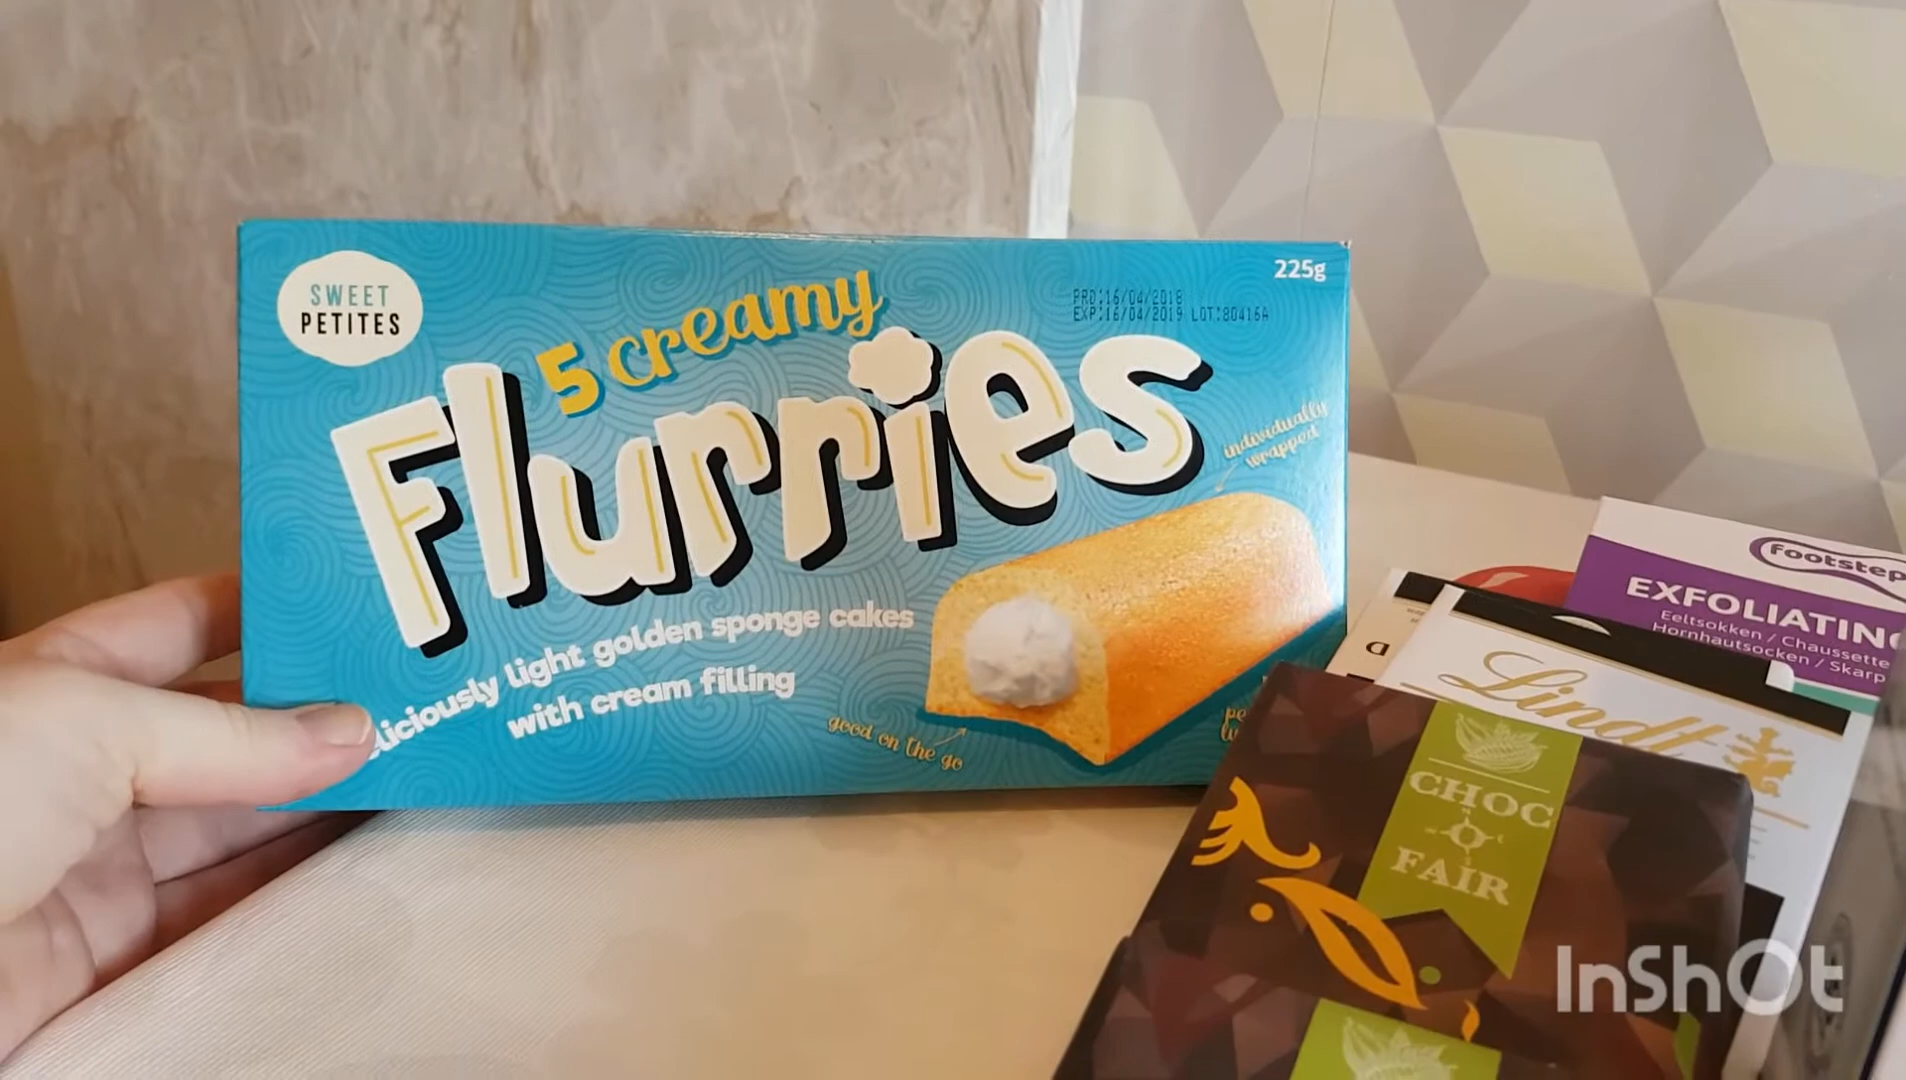 SWEET
PETITES
5 creamy
Flurries
225g
PRD:16/04/2018
EXP:16/04/2019 LOT:80416A
individually
wrapped
liciously light golden sponge cakes
with cream filling
good on the go
footstep
EXFOLIATIN
Eeltsokken / Chaussette
Hornhautsocken / Skarp
Lindt
CHOC
O
FAIR
InShOt